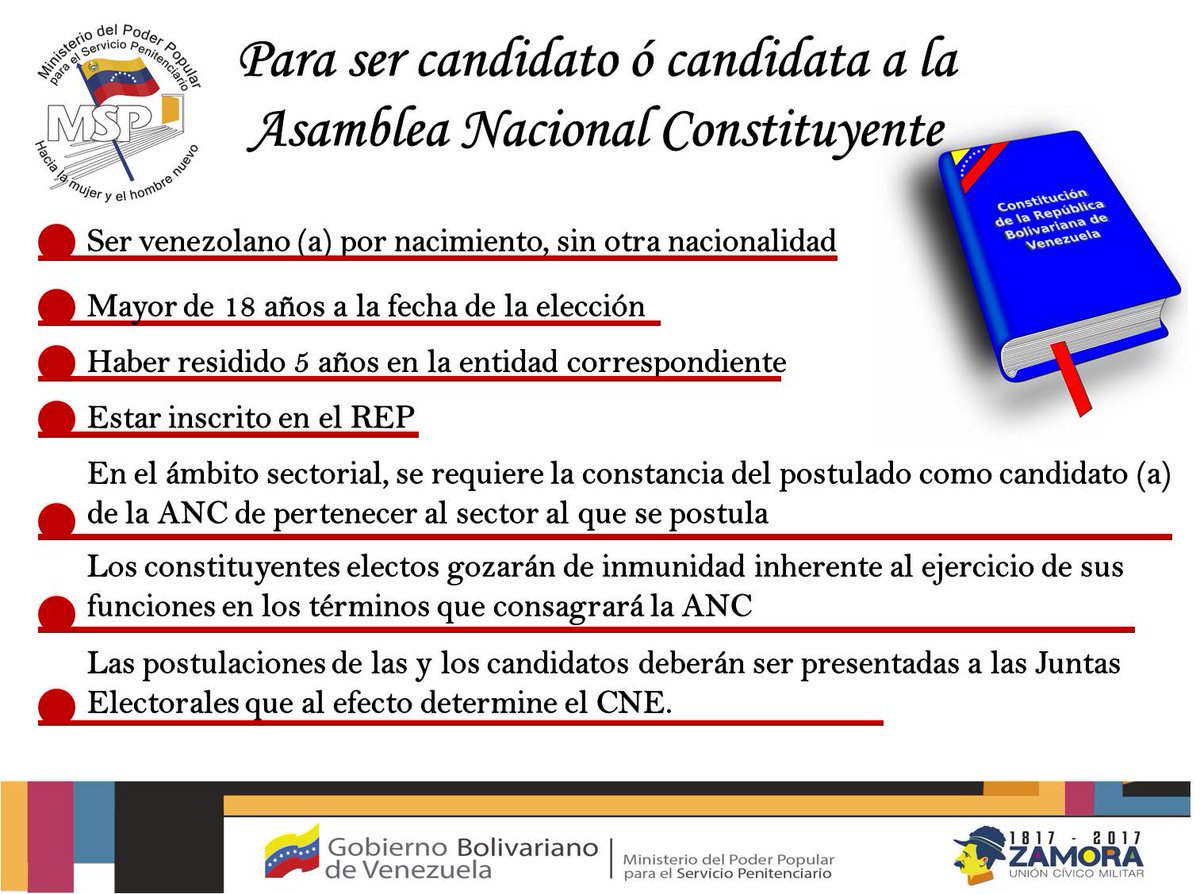 Ministerio del Poder Popular
para el Servicio Penitenciario
MSP
Hacia la mujer y el hombre nuevo
Para ser candidato ó candidata a la
Asamblea Nacional Constituyente
Constitución
de la República
Bolivariana de
Venezuela
Ser venezolano (a) por nacimiento, sin otra nacionalidad
Mayor de 18 años a la fecha de la elección
Haber residido 5 años en la entidad correspondiente
Estar inscrito en el REP
En el ámbito sectorial, se requiere la constancia del postulado como candidato (a)
de la ANC de pertenecer al sector al que se postula
Los constituyentes electos gozarán de inmunidad inherente al ejercicio de sus
funciones en los términos que consagrará la ANC
Las postulaciones de las y los candidatos deberán ser presentadas a las Juntas
Electorales que al efecto determine el CNE.
Gobierno Bolivariano
de Venezuela
Ministerio del Poder Popular
para el Servicio Penitenciario
1817 - 2017
ZAMORA
UNIÓN CÍVICO MILITAR